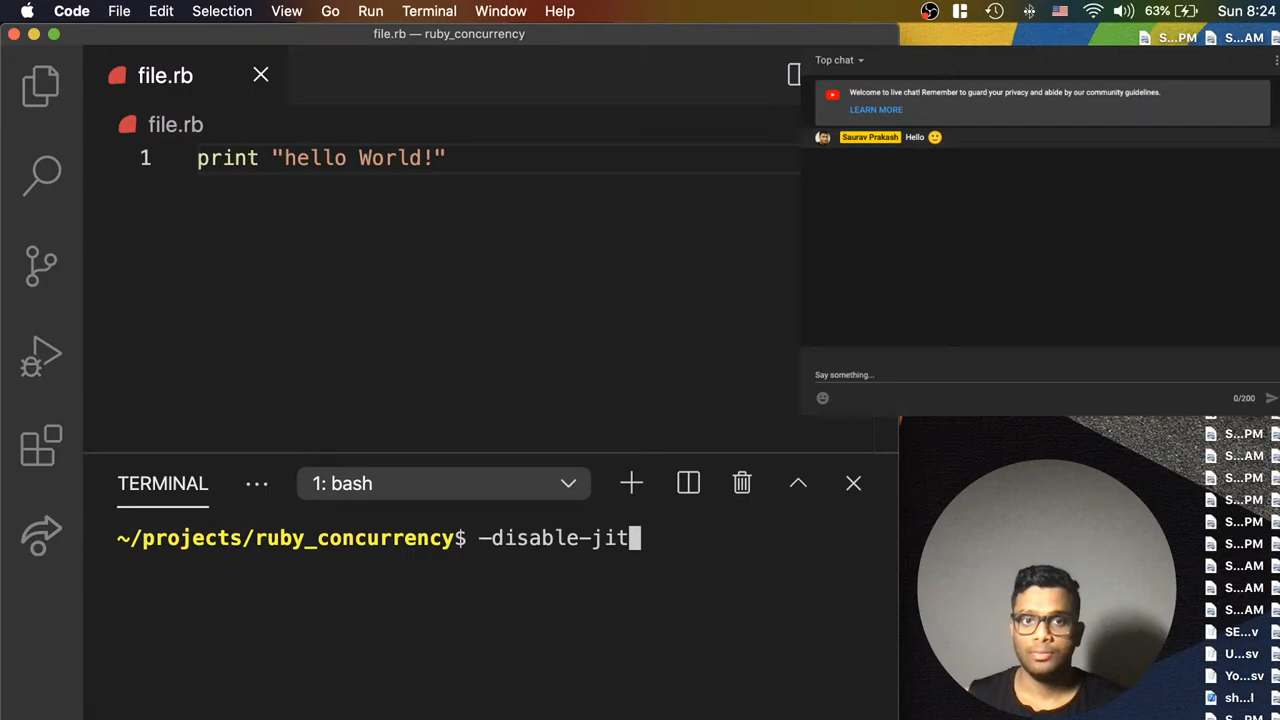 Code File Edit Selection View Go Run Terminal Window Help 63% Sun 8:24
file.rb — ruby_concurrency
S...PM S...AM
file.rb
Top chat
Welcome to live chat! Remember to guard your privacy and abide by our community guidelines.
LEARN MORE
file.rb
Saurav Prakash Hello
1 print "hello World!"
Say something...
0/200
S...PM
S...AM
S...PM
S...PM
S...PM
S...PM
S...AM
S...AM
S...AM
SE...v
U...sv
Yo...sv
sh...l
TERMINAL ... 1: bash
~/projects/ruby_concurrency$ —disable-jit